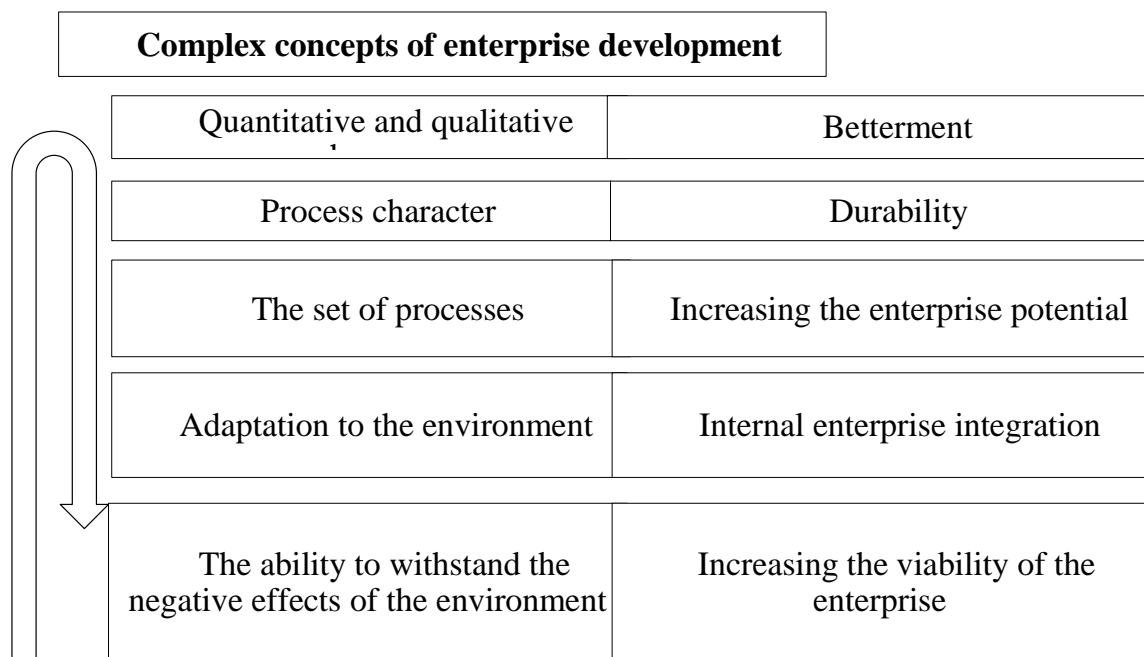 Complex concepts of enterprise development
Quantitative and qualitative
Betterment
Process character
Durability
The set of processes
Increasing the enterprise potential
Adaptation to the environment
Internal enterprise integration
The ability to withstand the
negative effects of the environment
Increasing the viability of the
enterprise